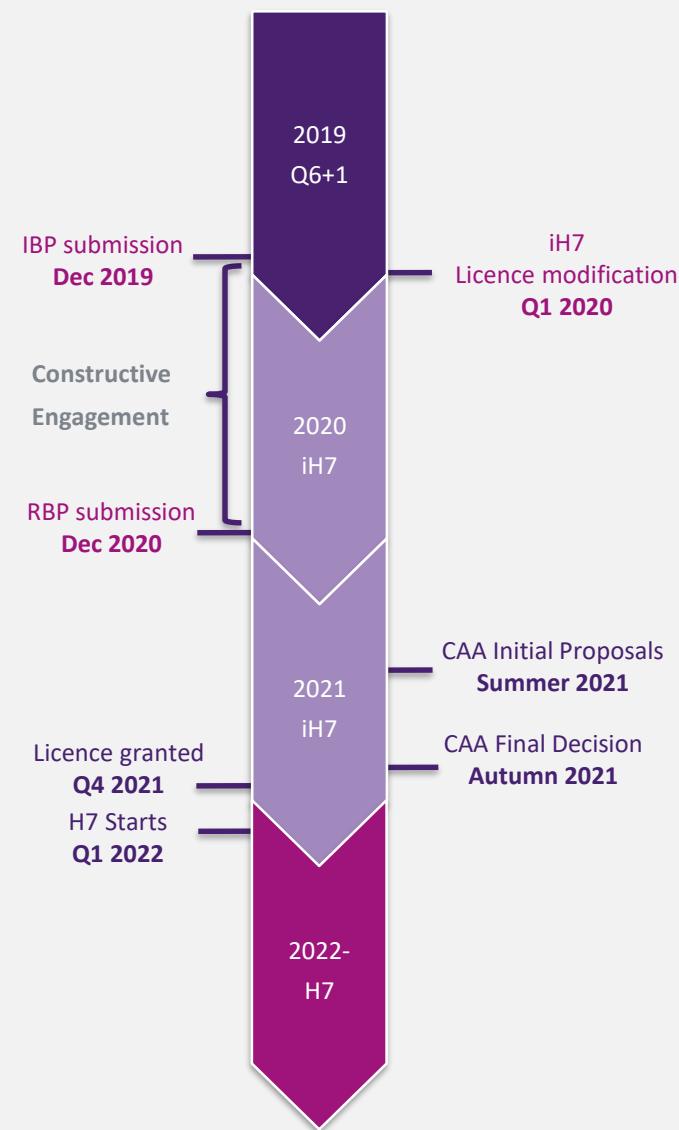 2019
Q6+1
IBP submission
Dec 2019
iH7
Licence modification
Q1 2020
Constructive
Engagement
2020
iH7
RBP submission
Dec 2020
CAA Initial Proposals
Summer 2021
2021
iH7
CAA Final Decision
Autumn 2021
Licence granted
Q4 2021
H7 Starts
Q1 2022
2022-
H7